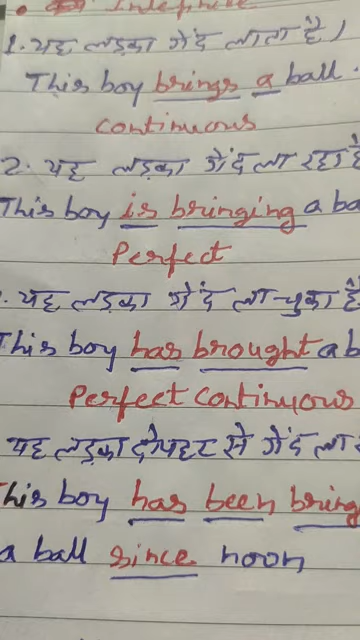 Indefinite
1. यह लड़का गेंद लाता है।
This boy brings a ball.
Continuous
2. यह लड़का गेंद ला रहा है
This boy is bringing a ba
Perfect
यह लड़का गेंद ला चुका है
This boy has brought a b
Perfect Continuous
यह लड़का दोपहर से गेंद ला
This boy has been bring
a ball since noon